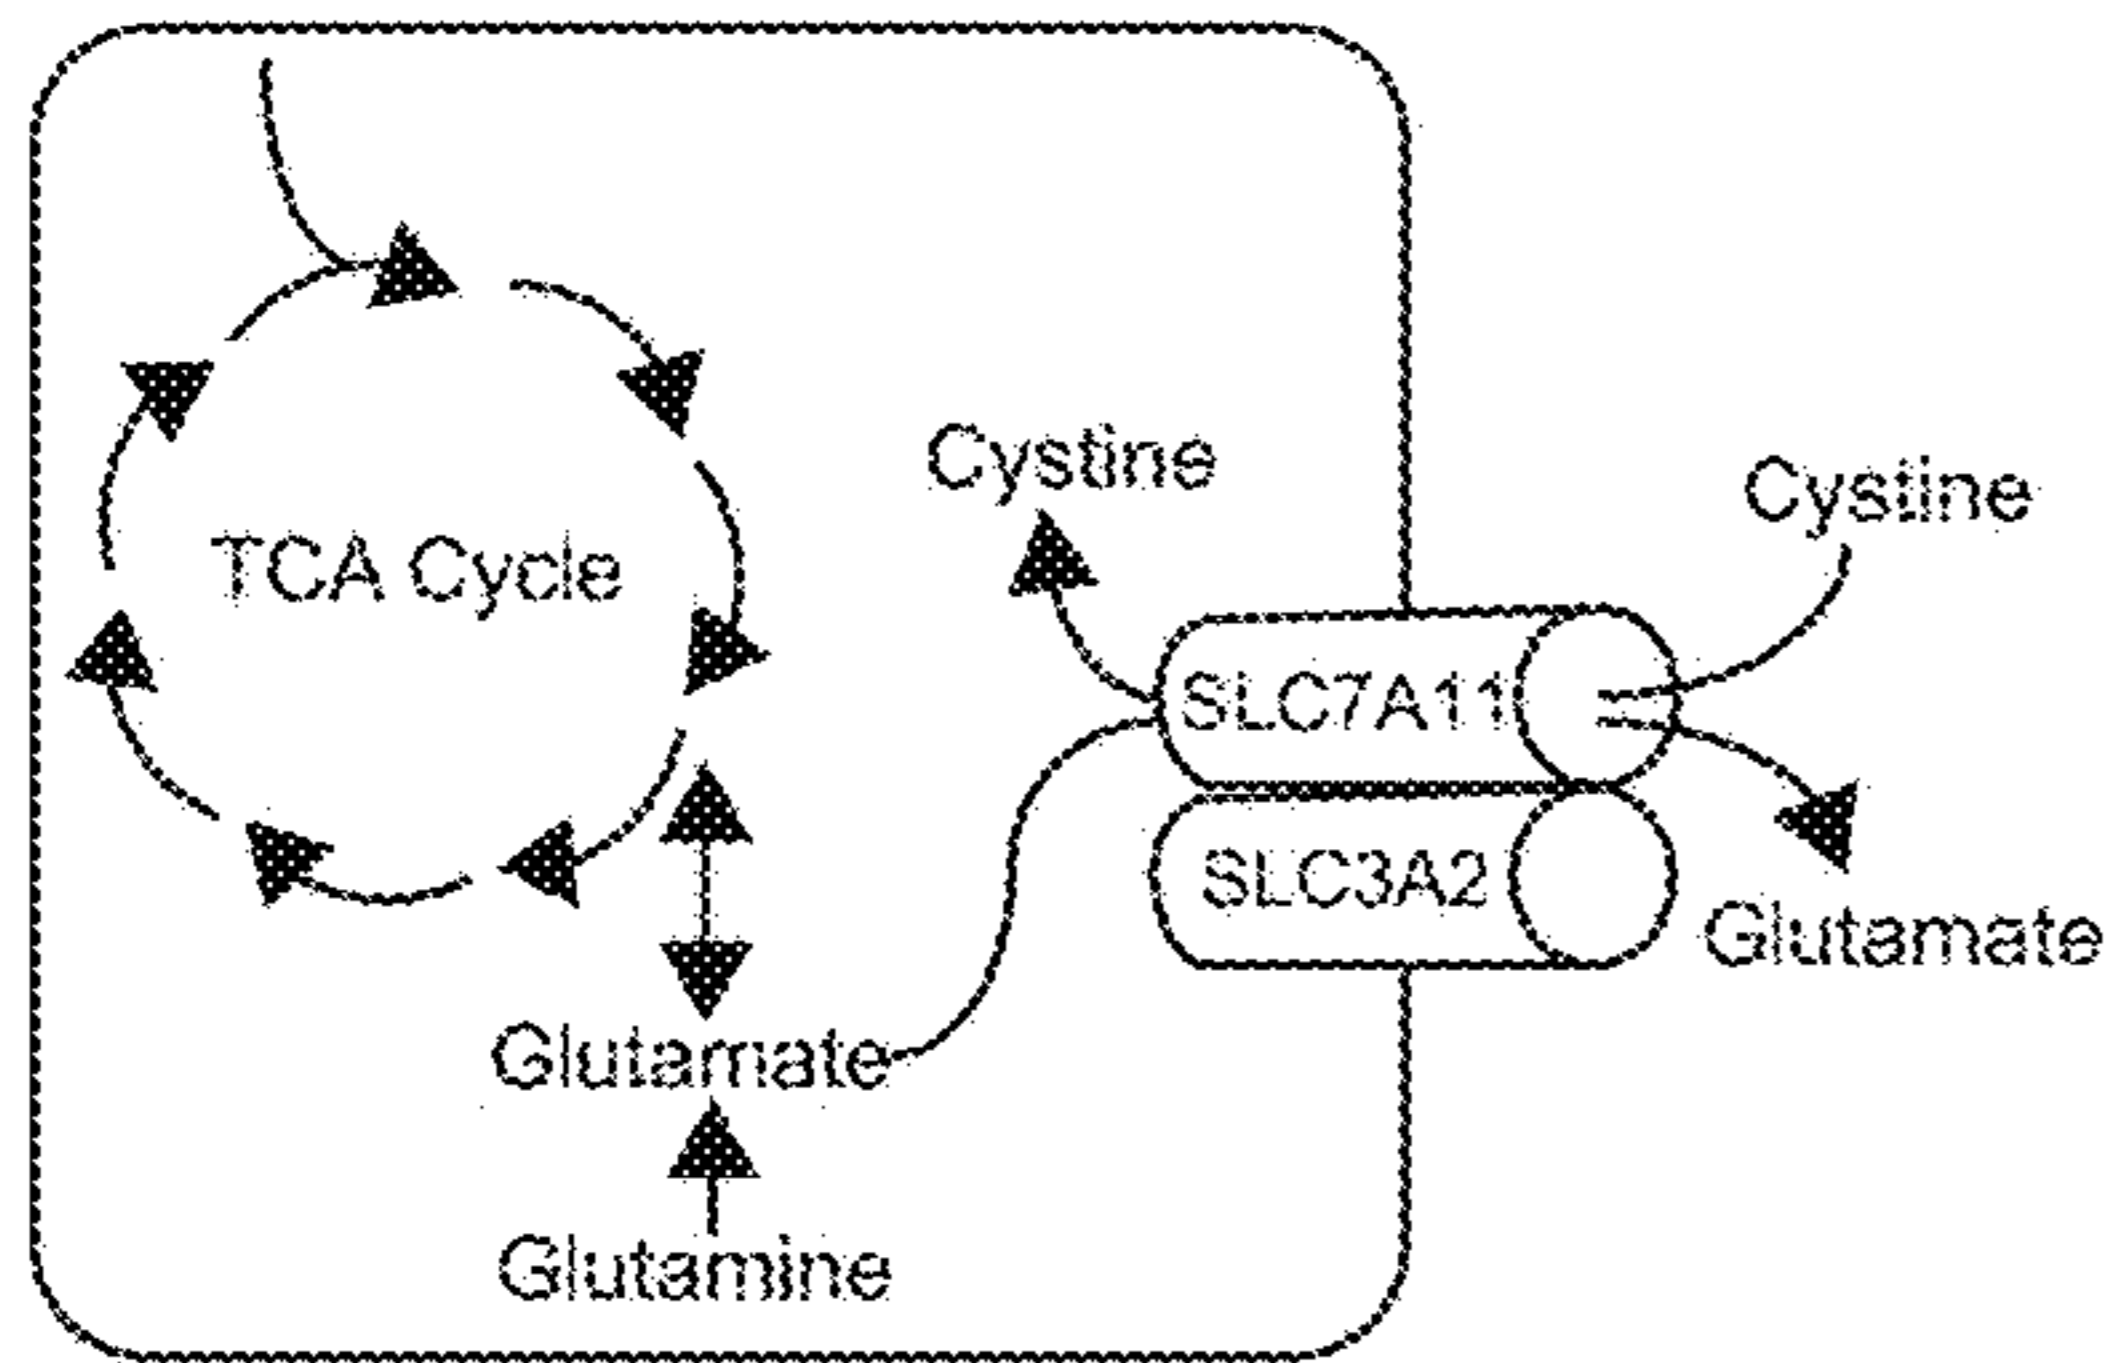 Cystine
Cystine
TCA Cycle
SLC7A11
SLC3A2
Glutamate
Glutamate
Glutamine